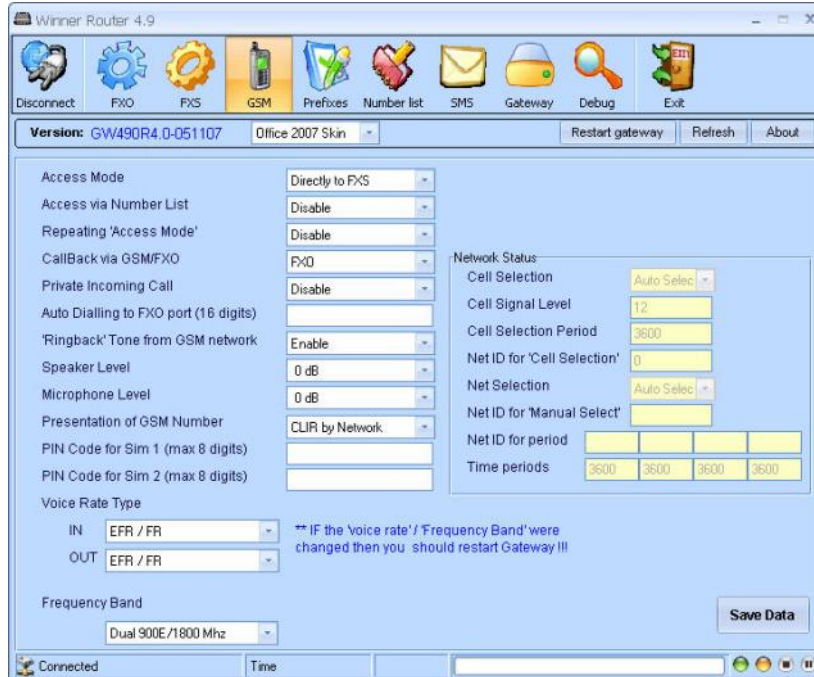 Winner Router 4.9
Disconnect FXO FXS GSM Prefixes Number list SMS Gateway Debug Exit
EXIT
Version: GW490R4.0-051107 Office 2007 Skin Restart gateway Refresh About
Access Mode Directly to FXS
Access via Number List Disable
Repeating 'Access Mode' Disable
CallBack via GSM/FXO FXO
Private Incoming Call Disable
Auto Dialling to FXO port (16 digits)
'Ringback' Tone from GSM network Enable
Speaker Level 0 dB
Microphone Level 0 dB
Presentation of GSM Number CLIR by Network
PIN Code for Sim 1 (max 8 digits)
PIN Code for Sim 2 (max 8 digits)
Network Status
Cell Selection Auto Selec
Cell Signal Level 12
Cell Selection Period 3600
Net ID for 'Cell Selection' 0
Net Selection Auto Selec
Net ID for 'Manual Select'
Net ID for period
Time periods 3600 3600 3600 3600
Voice Rate Type
IN EFR / FR
OUT EFR / FR
** IF the 'voice rate' / 'Frequency Band' were
changed then you should restart Gateway !!!
Frequency Band
Dual 900E/1800 Mhz
Save Data
Connected Time